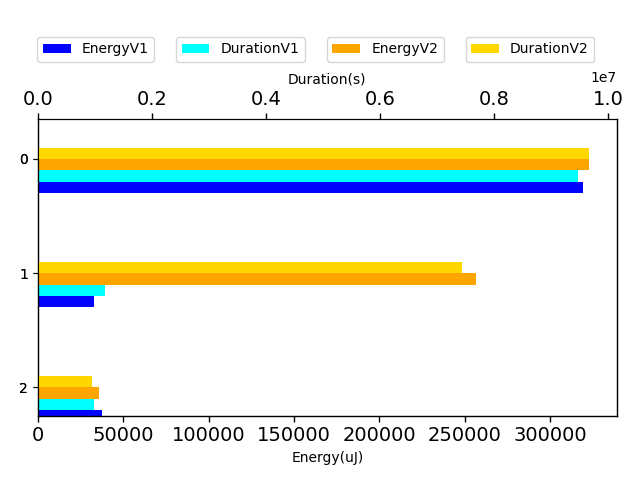 EnergyV1 DurationV1 EnergyV2 DurationV2
Duration(s) 1e7
0.0 0.2 0.4 0.6 0.8 1.0
0
1
2
0 50000 100000 150000 200000 250000 300000
Energy(uJ)